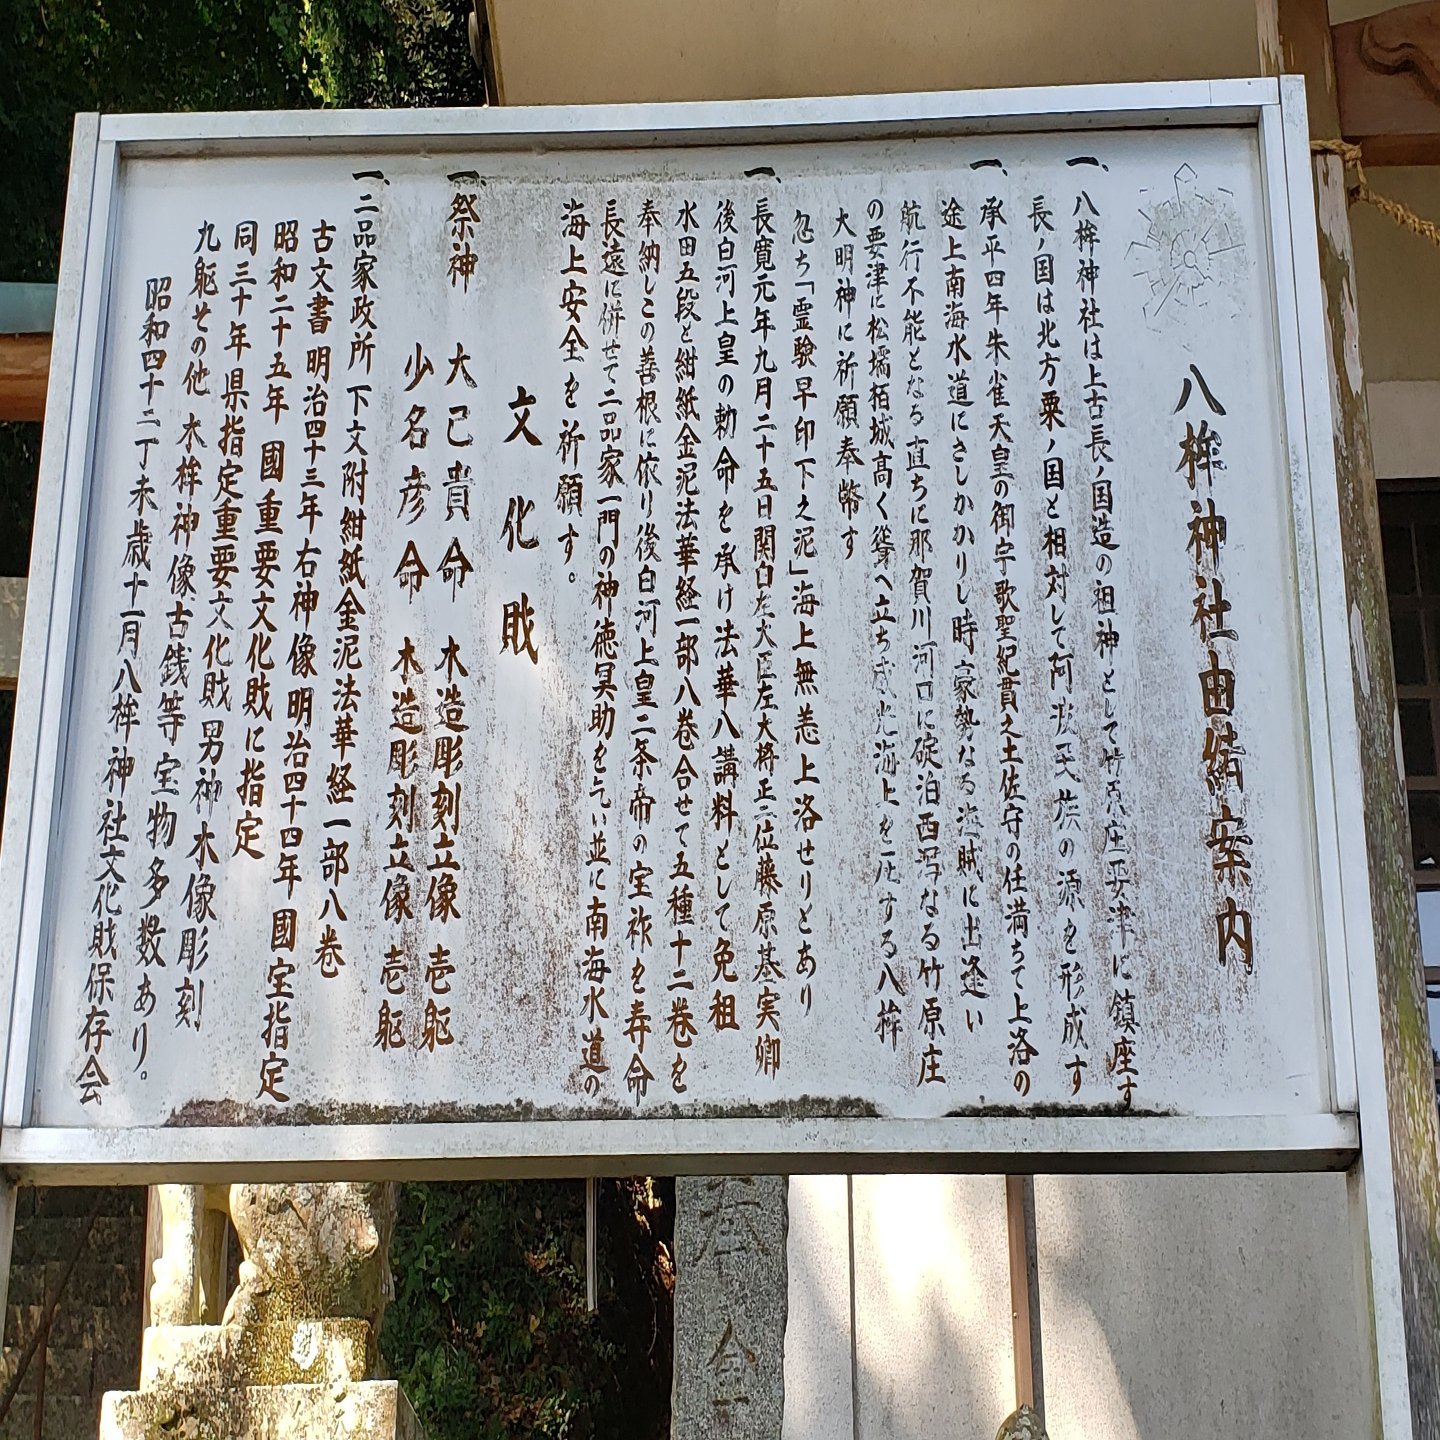 八桙神社由緒案内
一、八桙神社は上古長ノ国造の祖神として竹原庄要津に鎮座す
長ノ国は北方粟ノ国と相対して阿波天族の源を形成す
一、承平四年朱雀天皇の御宇歌聖紀貫之土佐守の任満ちて上洛の
途上南海水道にさしかかりし時豪勢なる海賊に出逢い
航行不能となる直ちに那賀川河口に碇泊西深なる竹原庄
の要津に松壖栢城高く聳へ立ち 光海上を圧する八桙
大明神に祈願奉幣す
忽ち「霊験早印下之泥」海上無恙上洛せりとあり
一、長寛元年九月二十五日関白左大臣左大将正二位藤原基実卿
後白河上皇の勅命を承け法華八講料として免租
水田五段と紺紙金泥法華経一部八巻合せて五種十二巻を
奉納しこの善根に依り後白河上皇二条帝の宝祚を寿命
長遠に併せて二品家一門の神徳冥助を乞い並に南海水道の
海上安全を祈願す。
文化財
一、祭神 大己貴命 木造彫刻立像 壱躯
少名彦命 木造彫刻立像 壱躯
一、二品家政所下文附紺紙金泥法華経一部八巻
古文書明治四十三年右神像明治四十四年國宝指定
昭和二十五年國重要文化財に指定
同三十年県指定重要文化財男神木像彫刻
九躯その他木桙神像古銭等宝物多数あり。
昭和四十二丁未歳十一月八桙神社文化財保存会